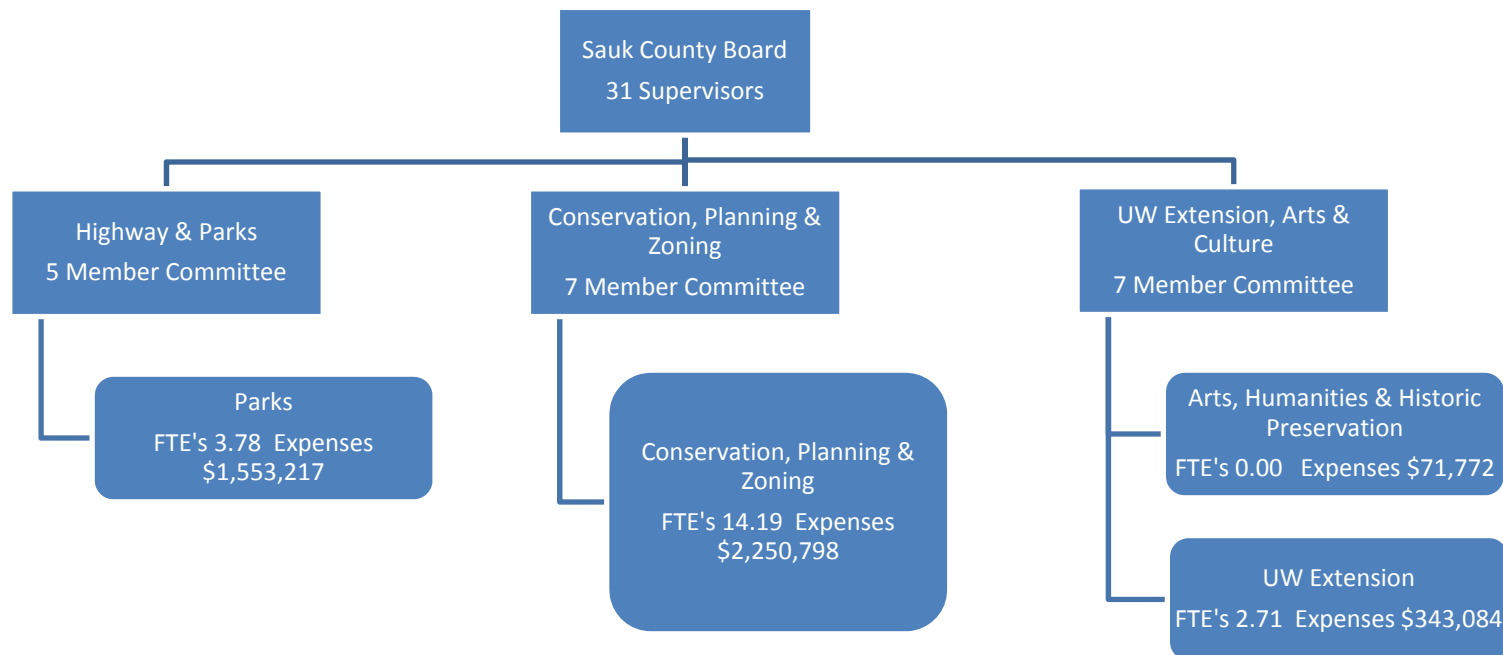 Sauk County Board
31 Supervisors
Highway & Parks
5 Member Committee
Conservation, Planning &
Zoning
7 Member Committee
UW Extension, Arts &
Culture
7 Member Committee
Parks
FTE's 3.78  Expenses
$1,553,217
Conservation, Planning &
Zoning
FTE's 14.19  Expenses
$2,250,798
Arts, Humanities & Historic
Preservation
FTE's 0.00   Expenses $71,772
UW Extension
FTE's 2.71  Expenses $343,084